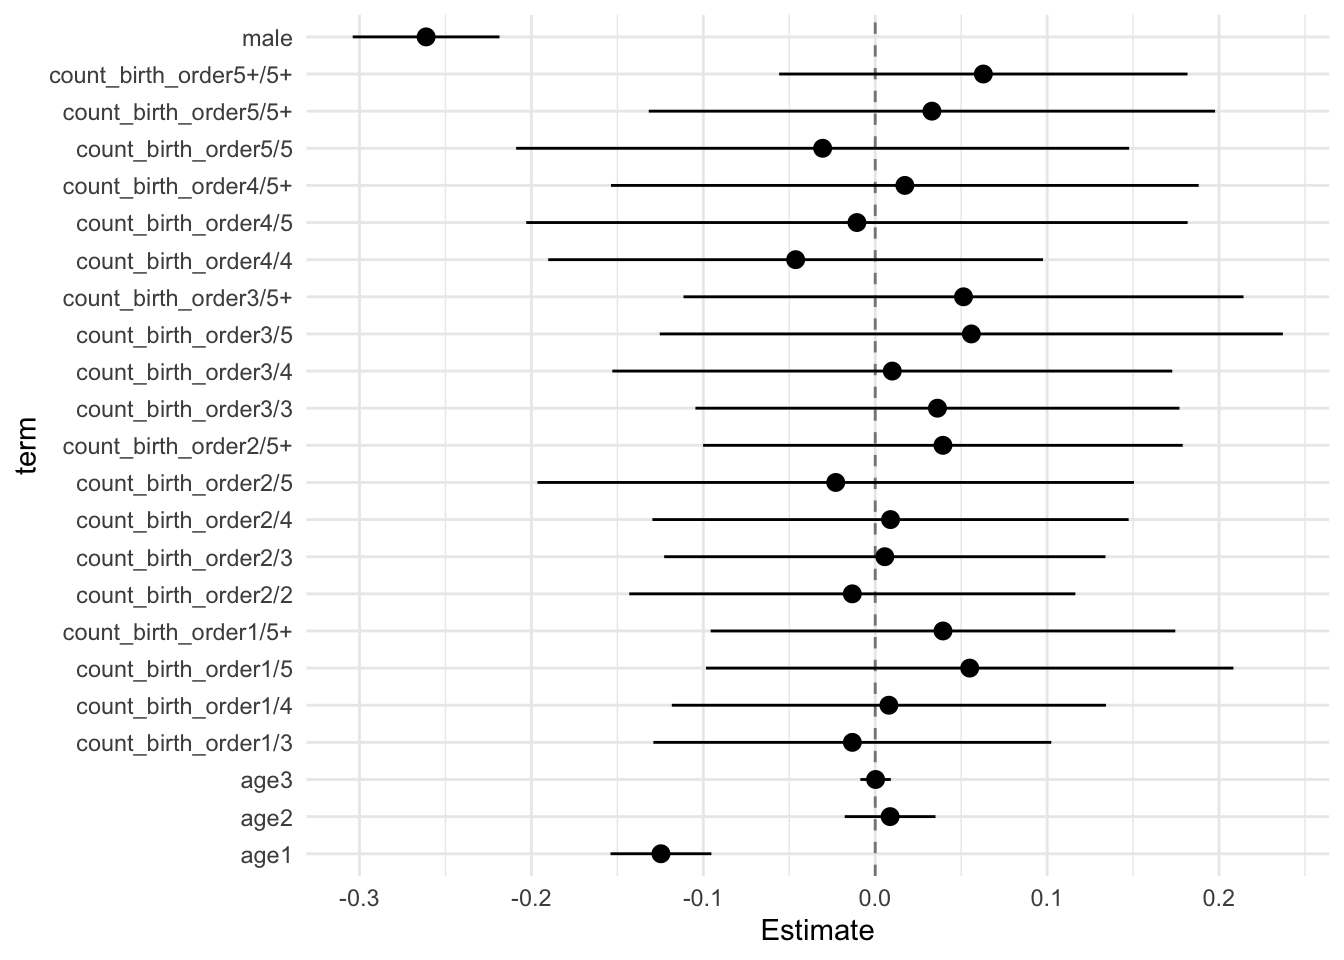 male
count_birth_order5+/5+
count_birth_order5/5+
count_birth_order5/5
count_birth_order4/5+
count_birth_order4/5
count_birth_order4/4
count_birth_order3/5+
count_birth_order3/5
count_birth_order3/4
count_birth_order3/3
count_birth_order2/5+
count_birth_order2/5
count_birth_order2/4
count_birth_order2/3
count_birth_order2/2
count_birth_order1/5+
count_birth_order1/5
count_birth_order1/4
count_birth_order1/3
age3
age2
age1
term
-0.3 -0.2 -0.1 0.0 0.1 0.2
Estimate